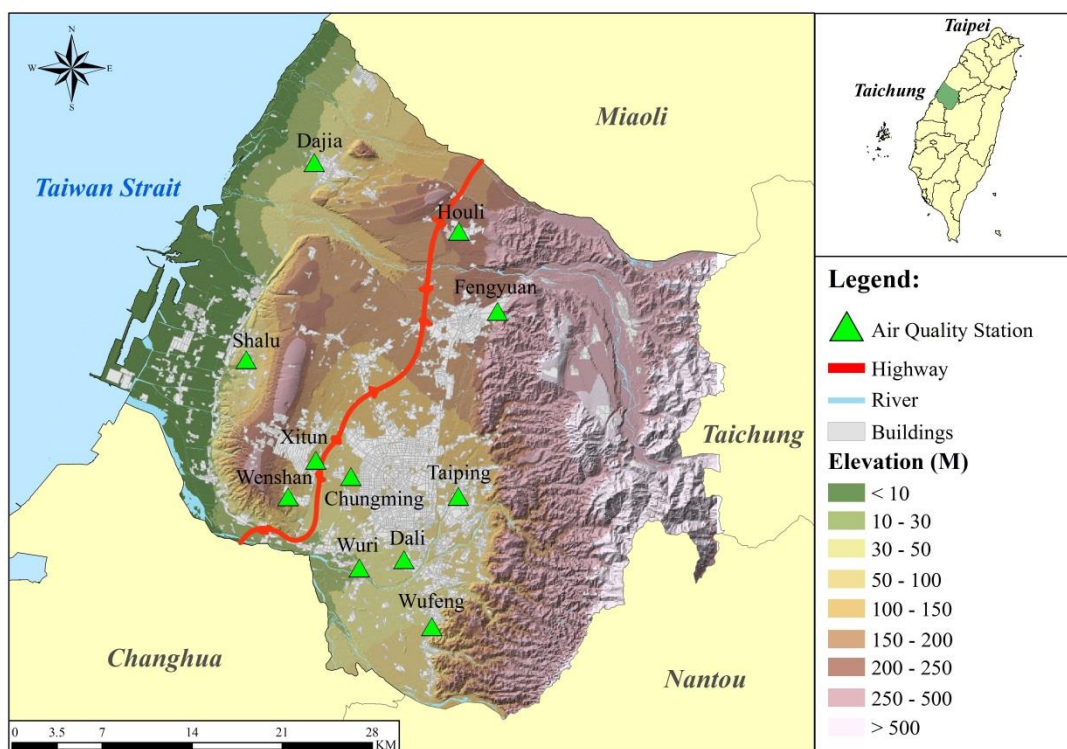 N
W
E
S
Taiwan Strait
Miaoli
Dajia
Houli
Fengyuan
Shalu
Xitun
Wenshan
Chungming
Taiping
Taichung
Wuri
Dali
Wufeng
Changhua
Nantou
0 3.5 7 14 21 28
KM
Taipei
Taichung
Legend:
Air Quality Station
Highway
River
Buildings
Elevation (M)
< 10
10 - 30
30 - 50
50 - 100
100 - 150
150 - 200
200 - 250
250 - 500
> 500